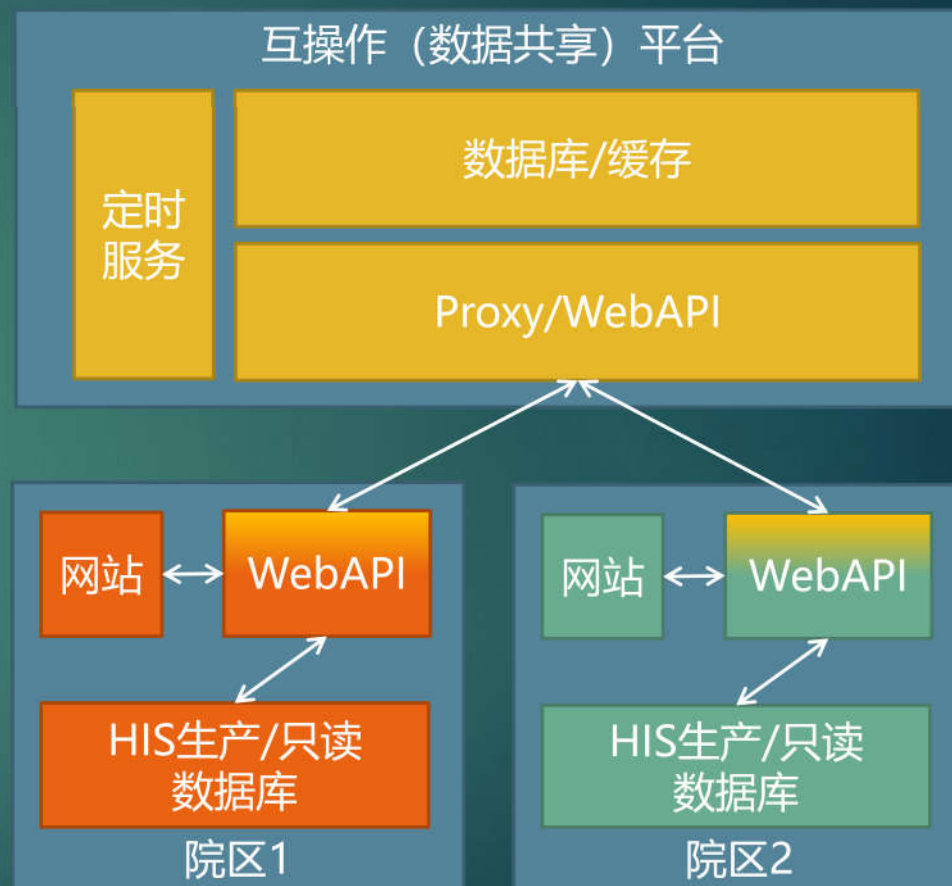 互操作（数据共享）平台
定时
服务
数据库/缓存
Proxy/WebAPI
网站
WebAPI
HIS生产/只读
数据库
院区1
网站
WebAPI
HIS生产/只读
数据库
院区2